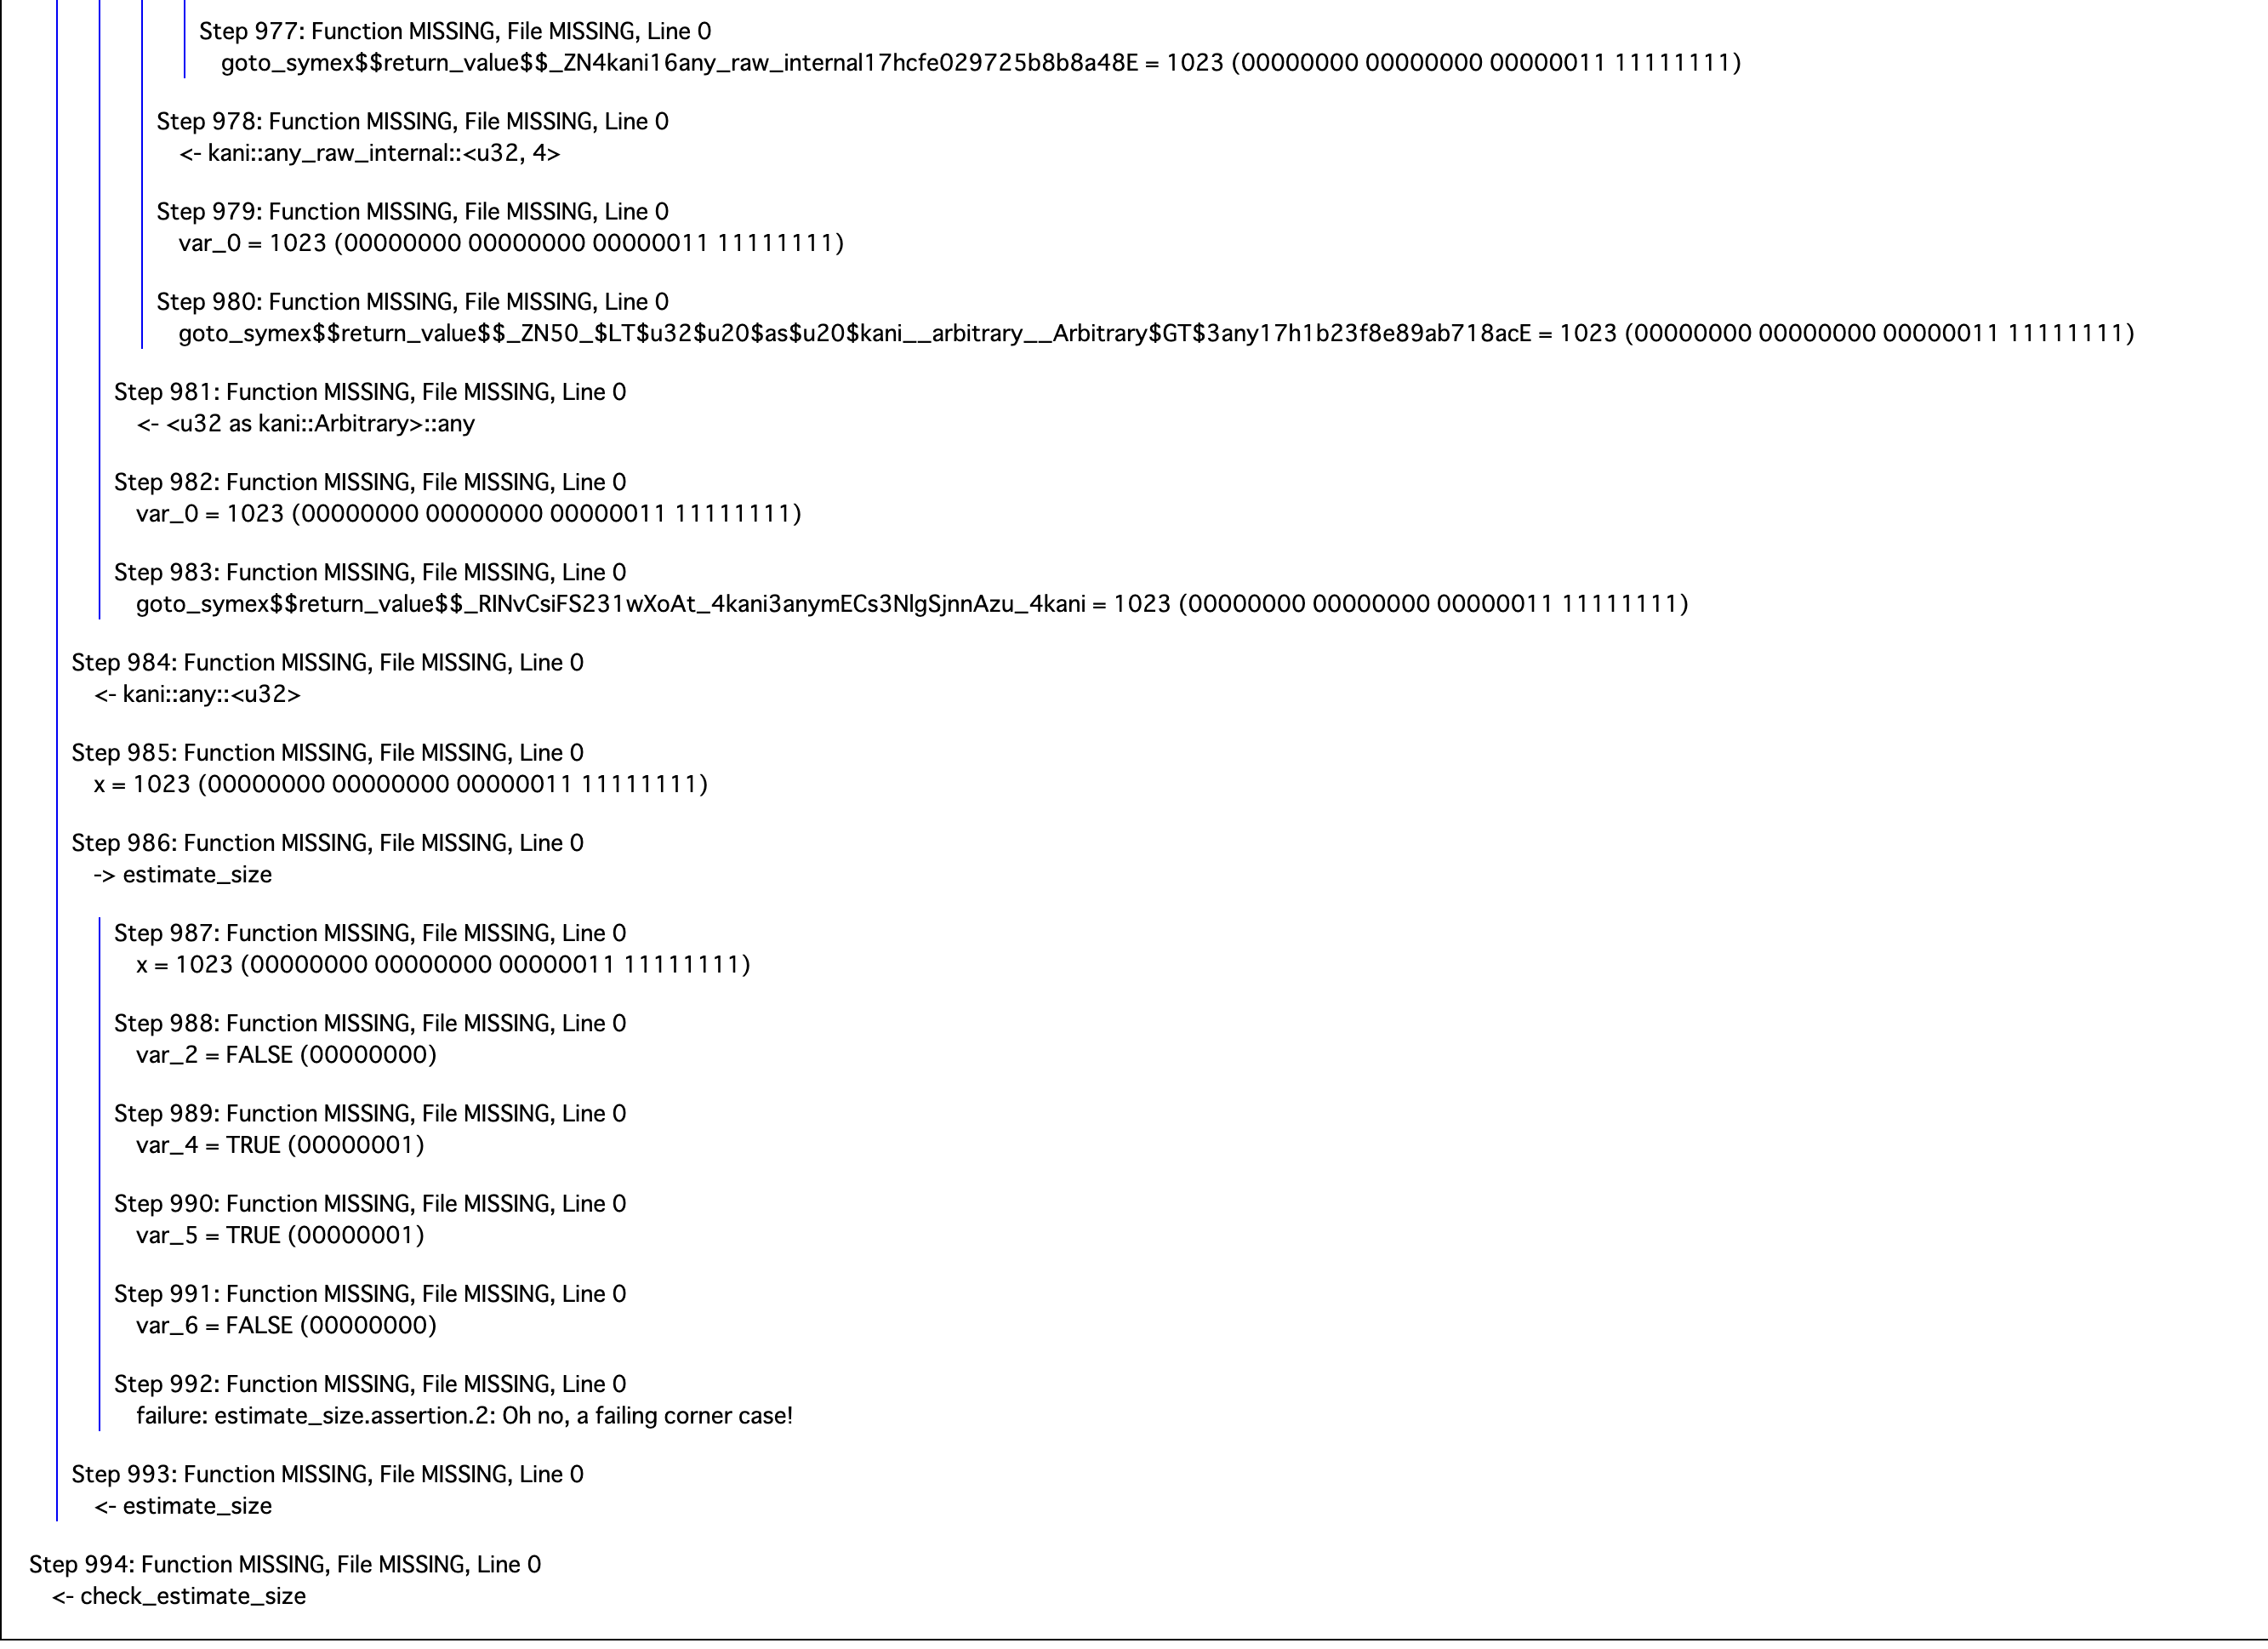 Step 977: Function MISSING, File MISSING, Line 0
goto_symex$$return_value$$_ZN4kani16any_raw_internal17hcfe029725b8b8a48E = 1023 (00000000 00000000 00000011 11111111)
Step 978: Function MISSING, File MISSING, Line 0
<- kani::any_raw_internal::<u32, 4>
Step 979: Function MISSING, File MISSING, Line 0
var_0 = 1023 (00000000 00000000 00000011 11111111)
Step 980: Function MISSING, File MISSING, Line 0
goto_symex$$return_value$$_ZN50_$LT$u32$u20$as$u20$kani__arbitrary__Arbitrary$GT$3any17h1b23f8e89ab718acE = 1023 (00000000 00000000 00000011 11111111)
Step 981: Function MISSING, File MISSING, Line 0
<- <u32 as kani::Arbitrary>::any
Step 982: Function MISSING, File MISSING, Line 0
var_0 = 1023 (00000000 00000000 00000011 11111111)
Step 983: Function MISSING, File MISSING, Line 0
goto_symex$$return_value$$_RINvCsiFS231wXoAt_4kani3anymECs3NlgSjnnAzu_4kani = 1023 (00000000 00000000 00000011 11111111)
Step 984: Function MISSING, File MISSING, Line 0
<- kani::any::<u32>
Step 985: Function MISSING, File MISSING, Line 0
x = 1023 (00000000 00000000 00000011 11111111)
Step 986: Function MISSING, File MISSING, Line 0
-> estimate_size
Step 987: Function MISSING, File MISSING, Line 0
x = 1023 (00000000 00000000 00000011 11111111)
Step 988: Function MISSING, File MISSING, Line 0
var_2 = FALSE (00000000)
Step 989: Function MISSING, File MISSING, Line 0
var_4 = TRUE (00000001)
Step 990: Function MISSING, File MISSING, Line 0
var_5 = TRUE (00000001)
Step 991: Function MISSING, File MISSING, Line 0
var_6 = FALSE (00000000)
Step 992: Function MISSING, File MISSING, Line 0
failure: estimate_size.assertion.2: Oh no, a failing corner case!
Step 993: Function MISSING, File MISSING, Line 0
<- estimate_size
Step 994: Function MISSING, File MISSING, Line 0
<- check_estimate_size